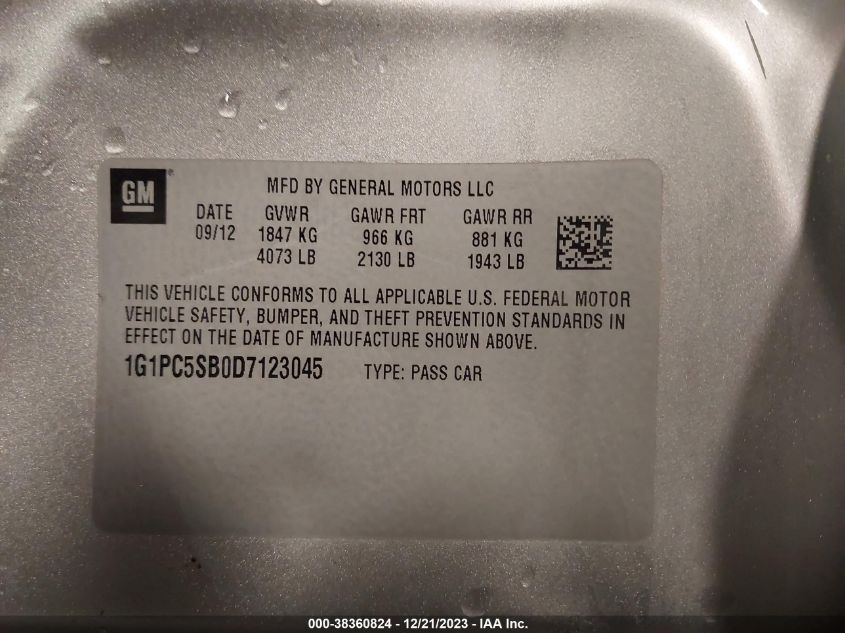 GM
MFD BY GENERAL MOTORS LLC
DATE GVWR GAWR FRT GAWR RR
09/12 1847 KG 966 KG 881 KG
4073 LB 2130 LB 1943 LB
THIS VEHICLE CONFORMS TO ALL APPLICABLE U.S. FEDERAL MOTOR
VEHICLE SAFETY, BUMPER, AND THEFT PREVENTION STANDARDS IN
EFFECT ON THE DATE OF MANUFACTURE SHOWN ABOVE.
1G1PC5SB0D7123045 TYPE: PASS CAR
000-38360824 - 12/21/2023 - IAA Inc.